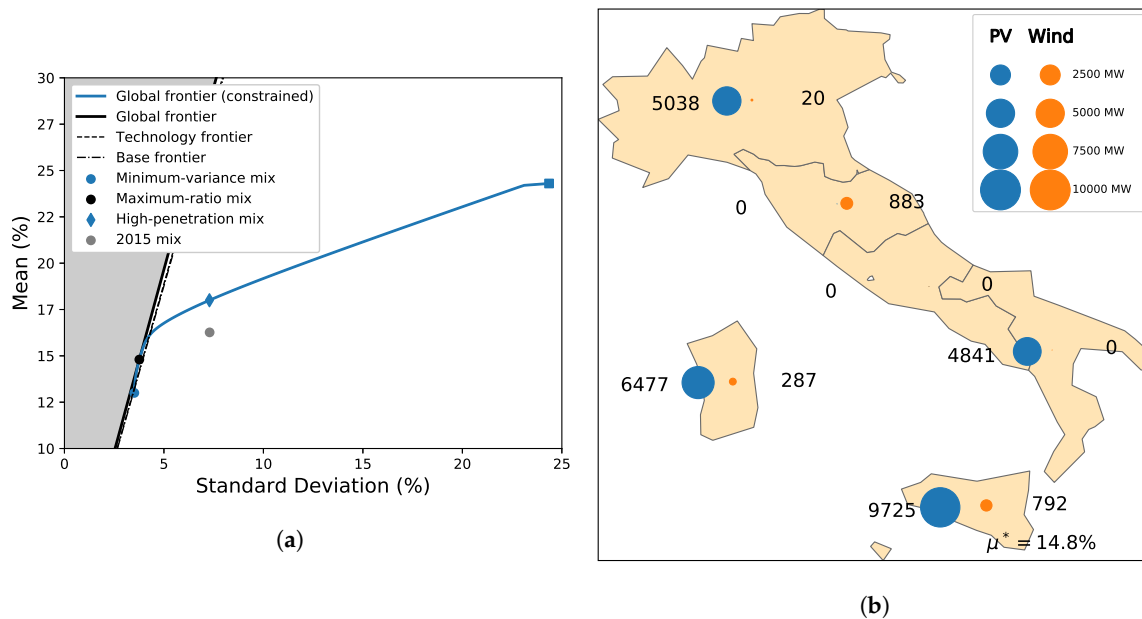 30
27
25
22
20
17
15
12
10
Mean (%)
Global frontier (constrained)
Global frontier
Technology frontier
Base frontier
Minimum-variance mix
Maximum-ratio mix
High-penetration mix
2015 mix
0 5 10 15 20 25
Standard Deviation (%)
(a)
PV Wind
2500 MW
5000 MW
7500 MW
10000 MW
5038 20
0 883
0 0
4841 0
6477 287
9725 792
μ* = 14.8%
(b)